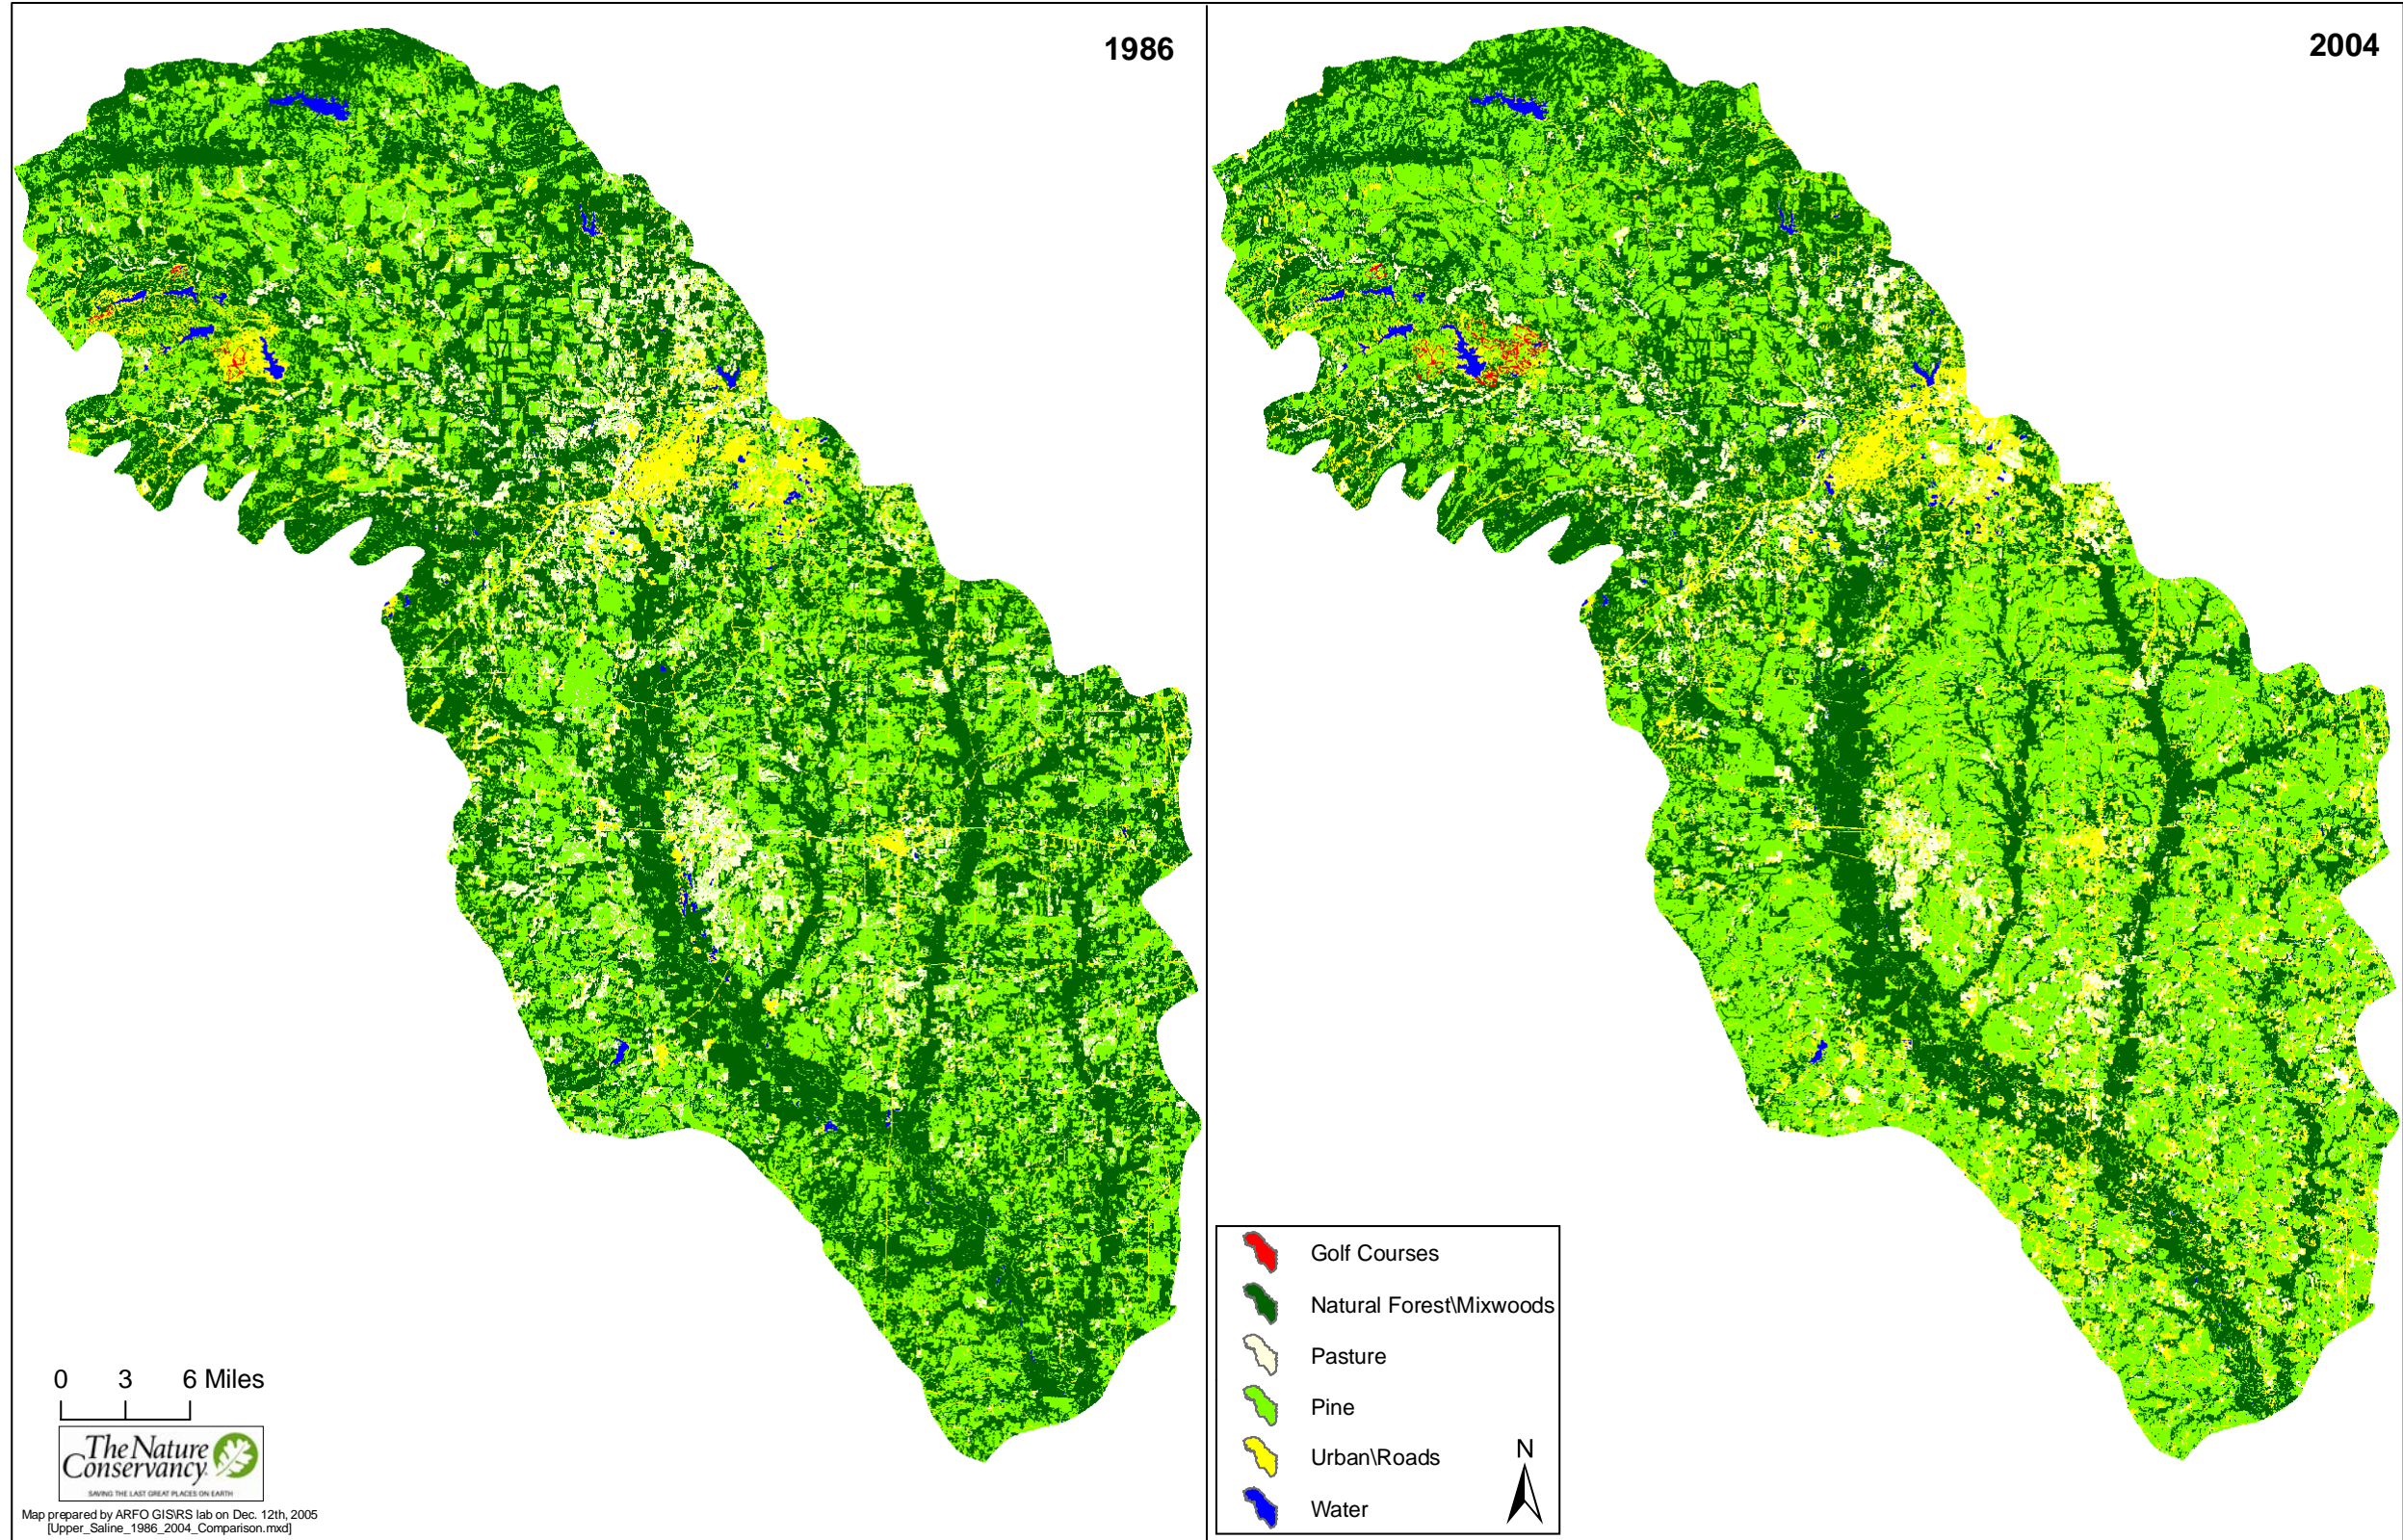 1986
2004
0 3 6 Miles
The Nature
Conservancy.
SAVING THE LAST GREAT PLACES ON EARTH
Map prepared by ARFO GIS\RS lab on Dec. 12th, 2005
[Upper_Saline_1986_2004_Comparison.mxd]
Golf Courses
Natural Forest\Mixwoods
Pasture
Pine
Urban\Roads
Water
N